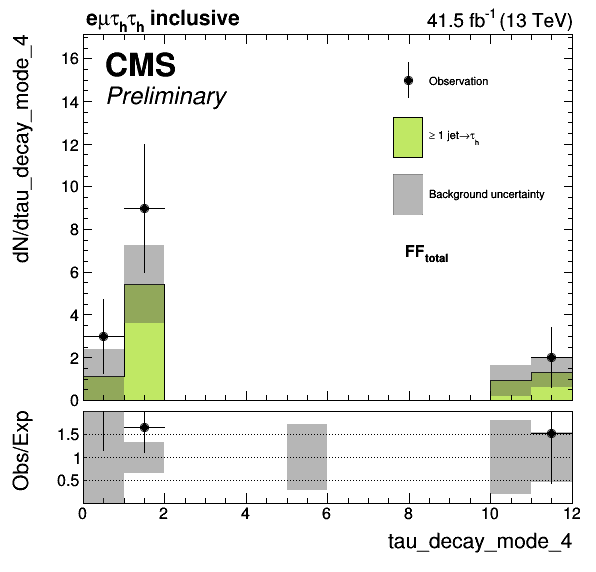 eμτhτh inclusive
41.5 fb-1 (13 TeV)
dN/dtau_decay_mode_4
16
14
12
10
8
6
4
2
0
CMS
Preliminary
Observation
≥ 1 jet→τh
Background uncertainty
FFtotal
Obs/Exp
1.5
1
0.5
0 2 4 6 8 10 12
tau_decay_mode_4